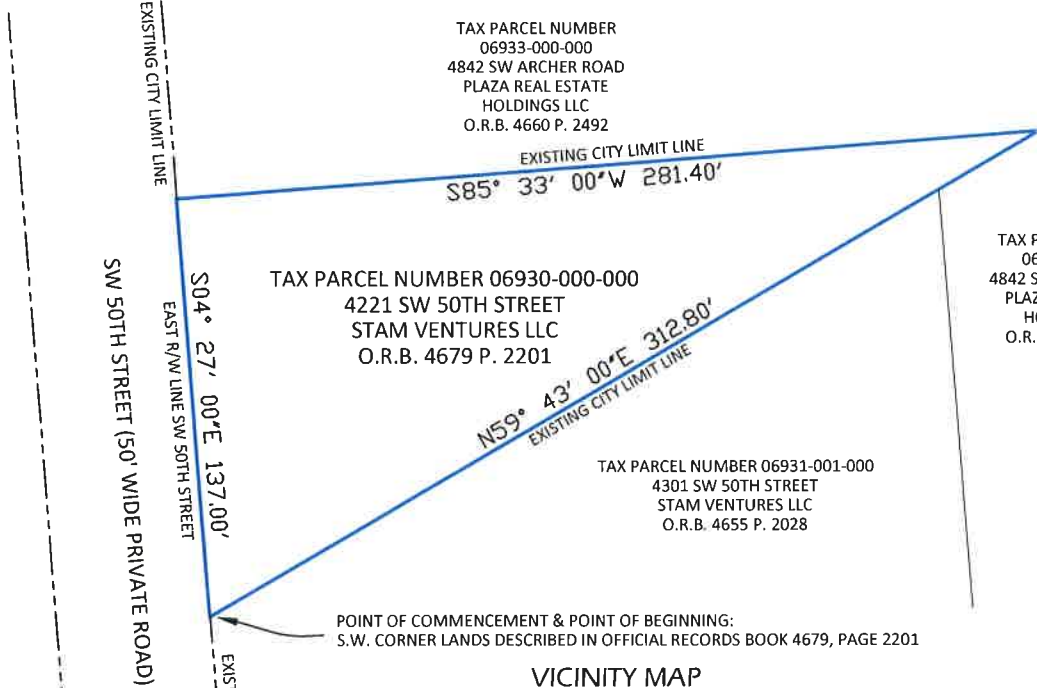 EXISTING CITY LIMIT LINE
TAX PARCEL NUMBER
06933-000-000
4842 SW ARCHER ROAD
PLAZA REAL ESTATE
HOLDINGS LLC
O.R.B. 4660 P. 2492
EXISTING CITY LIMIT LINE
S85° 33' 00"W 281.40'
SW 50TH STREET (50' WIDE PRIVATE ROAD)
EAST R/W LINE SW 50TH STREET
S04° 27' 00"E 137.00'
TAX PARCEL NUMBER 06930-000-000
4221 SW 50TH STREET
STAM VENTURES LLC
O.R.B. 4679 P. 2201
N59° 43' 00"E 312.80'
EXISTING CITY LIMIT LINE
TAX P
06
4842 S
PLAZ
H
O.R.
TAX PARCEL NUMBER 06931-001-000
4301 SW 50TH STREET
STAM VENTURES LLC
O.R.B. 4655 P. 2028
POINT OF COMMENCEMENT & POINT OF BEGINNING:
S.W. CORNER LANDS DESCRIBED IN OFFICIAL RECORDS BOOK 4679, PAGE 2201
EXIST
VICINITY MAP